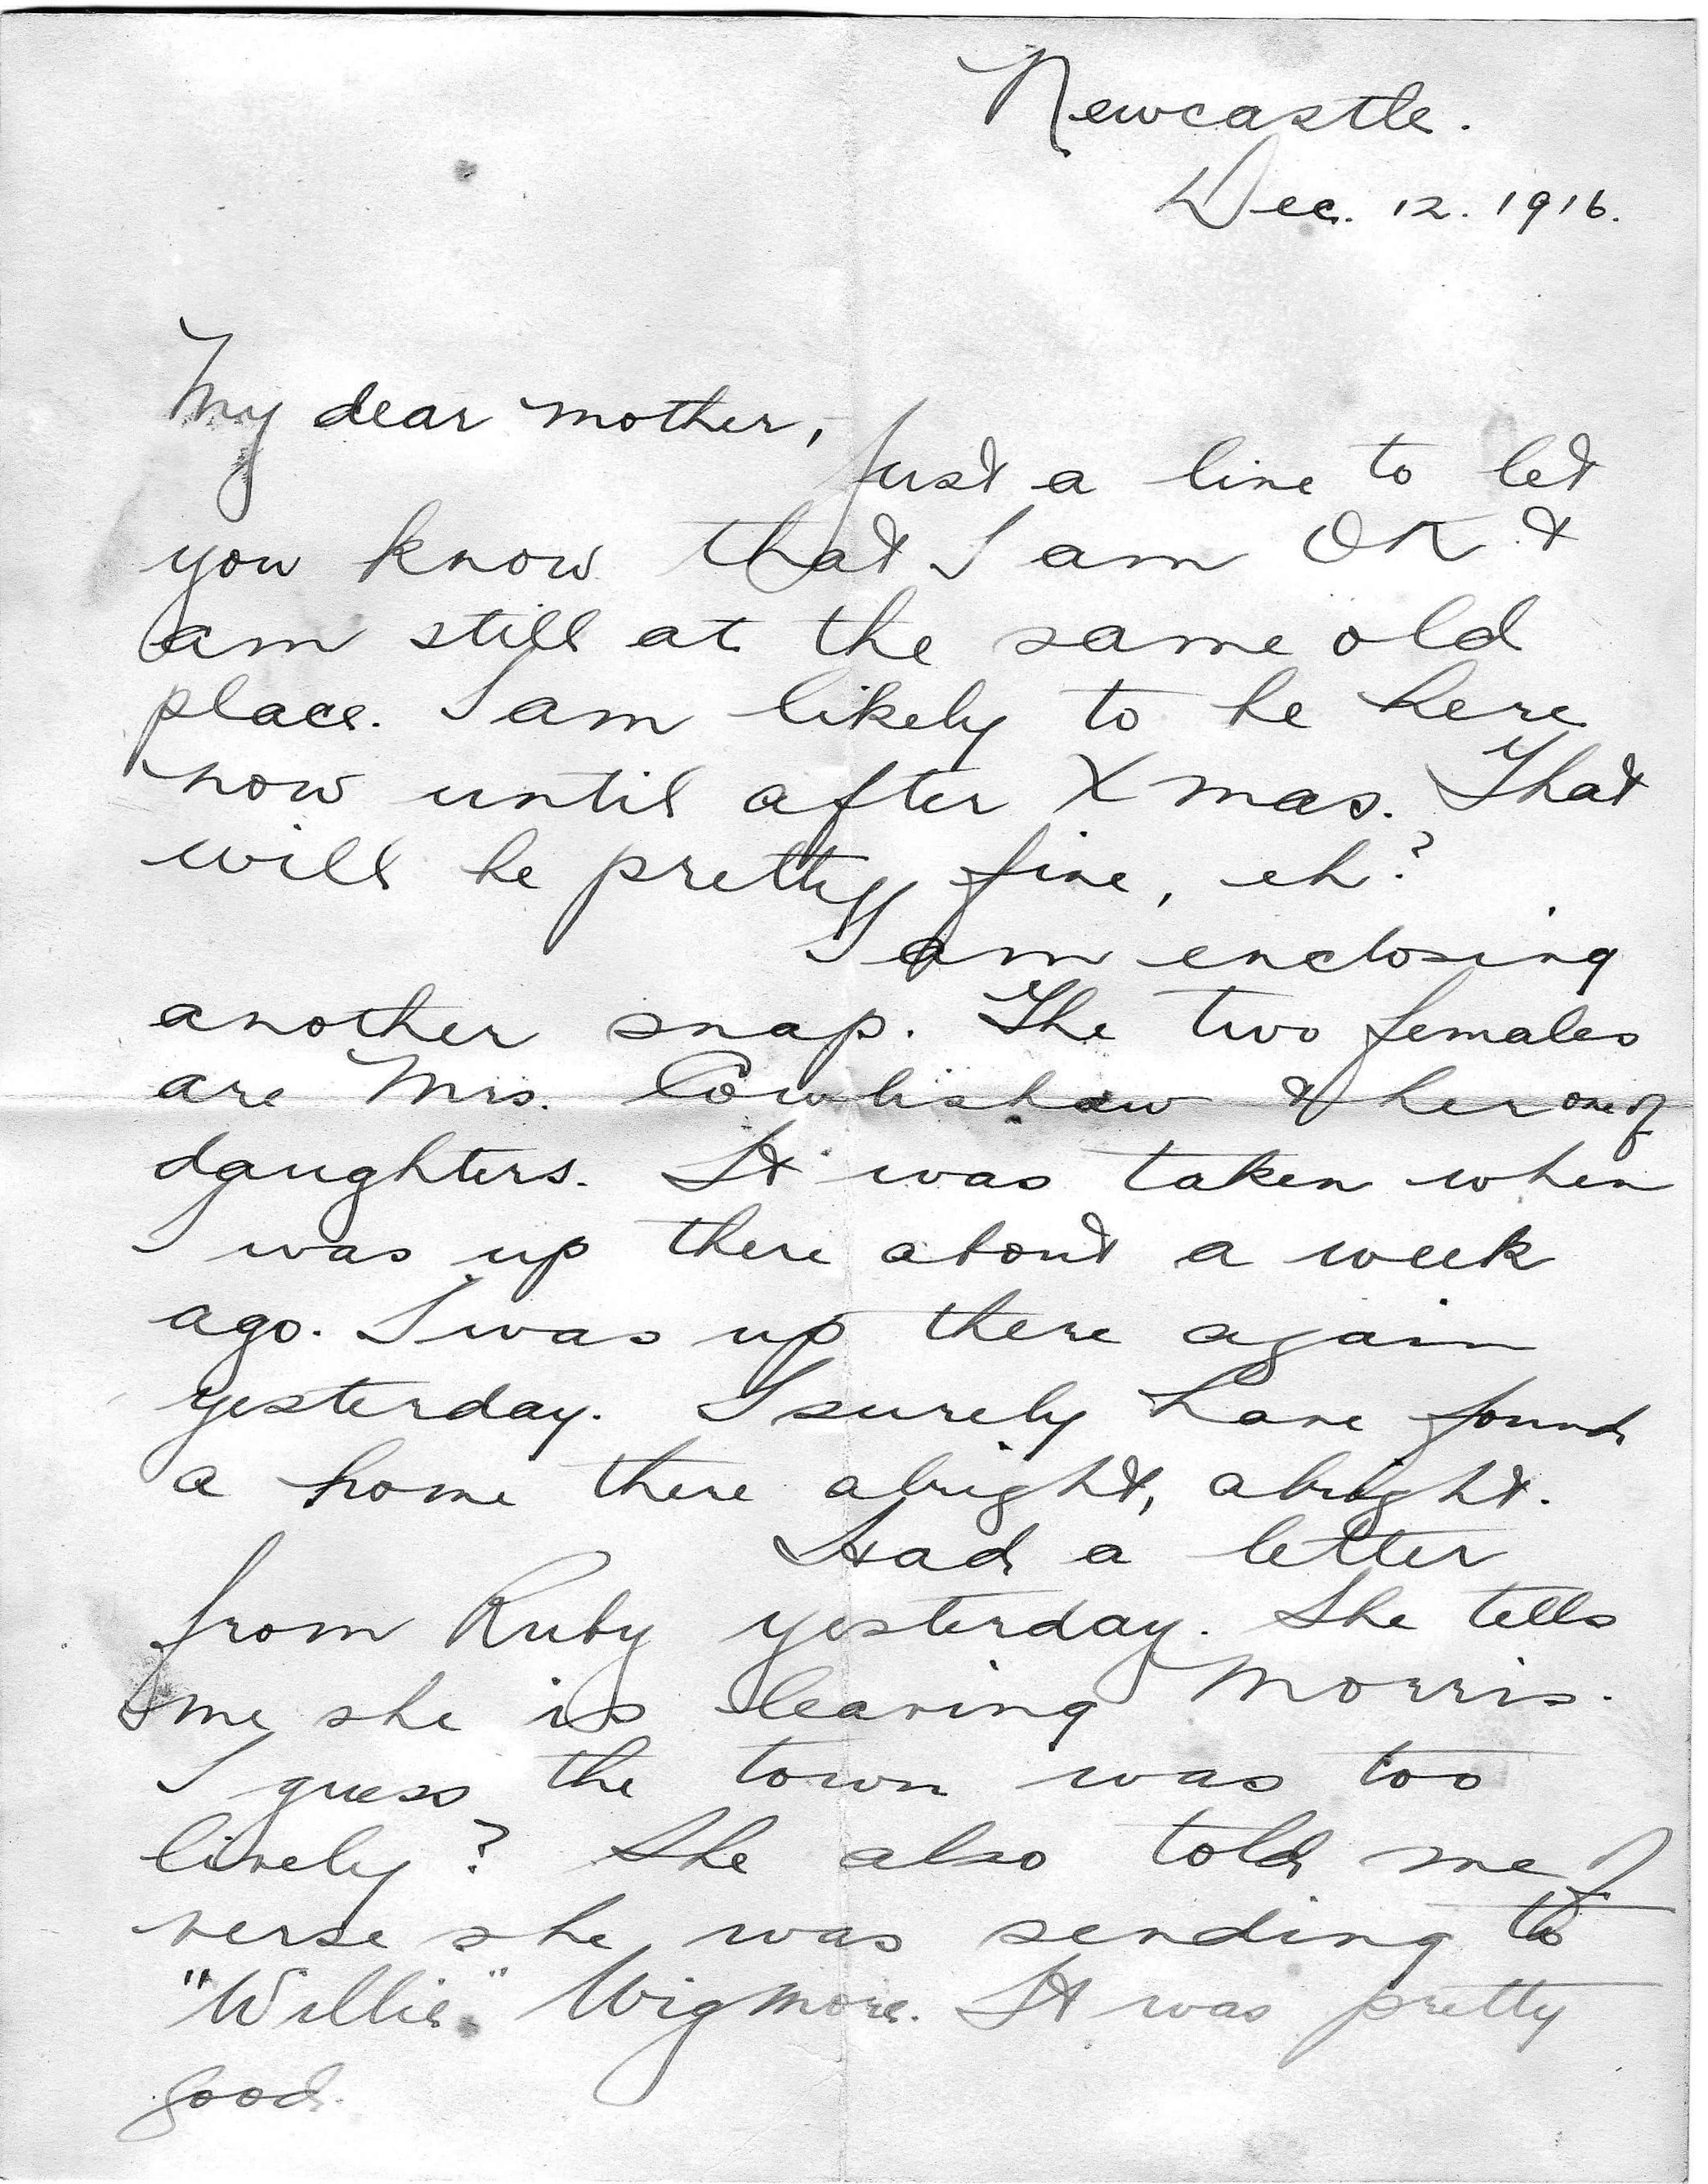 Newcastle.
Dec. 12. 1916.
My dear mother,
Just a line to let
you know that I am OK &
am still at the same old
place. I am likely to be here
now until after Xmas. That
will be pretty fine, eh?
I am enclosing
another snap. The two females
are Mrs. Cowlishaw & her one of
daughters. It was taken when
I was up there about a week
ago. I was up there again
yesterday. I surely have found
a home there alright, alright.
Had a letter
from Ruby yesterday. She tells
me she is leaving Morris.
I guess the town was too
lively? She also told me
verse she was sending to
"Willie" Wigmore. It was pretty
good.